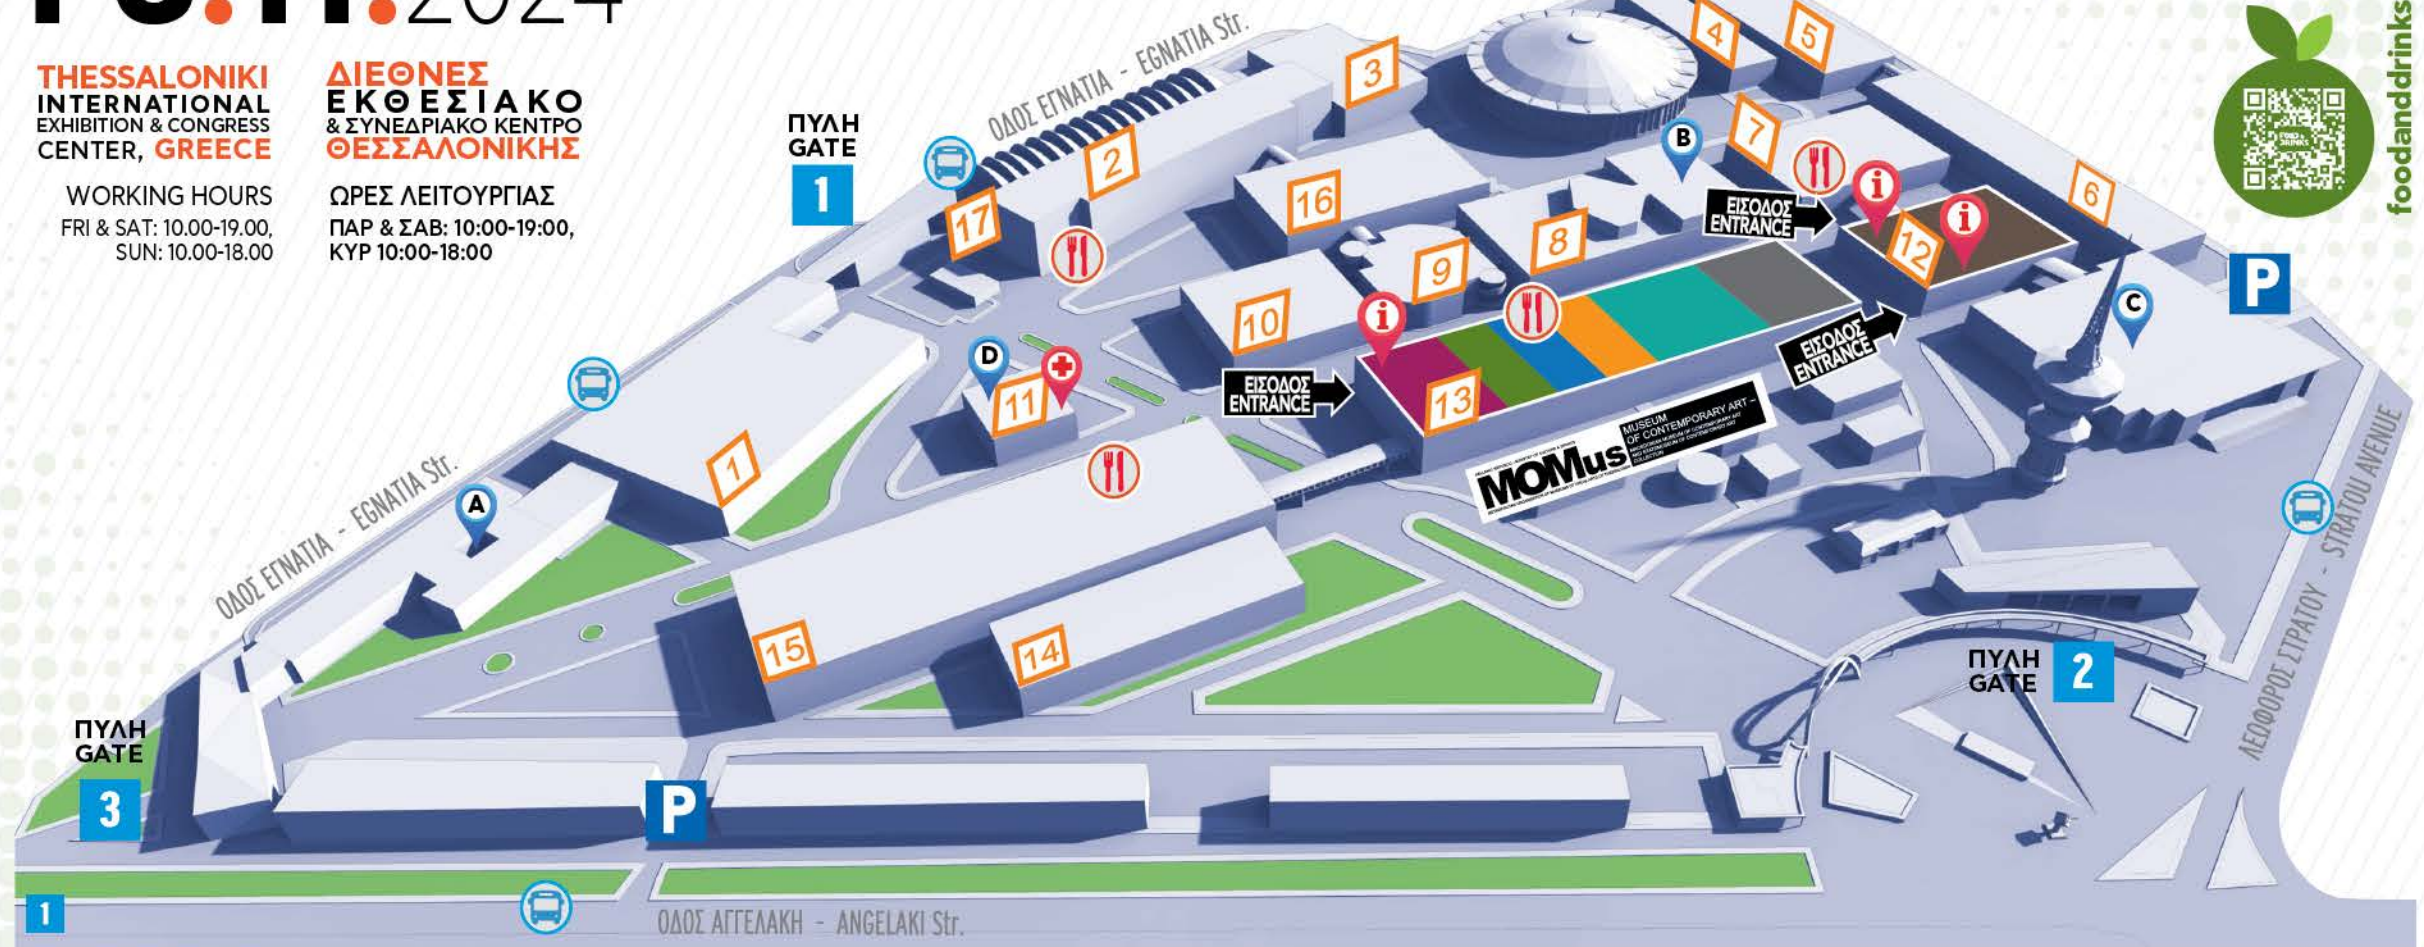 2024
THESSALONIKI
INTERNATIONAL
EXHIBITION & CONGRESS
CENTER, GREECE
WORKING HOURS
FRI & SAT: 10.00-19.00,
SUN: 10.00-18.00
ΔΙΕΘΝΕΣ
ΕΚΘΕΣΙΑΚΟ
& ΣΥΝΕΔΡΙΑΚΟ ΚΕΝΤΡΟ
ΘΕΣΣΑΛΟΝΙΚΗΣ
ΩΡΕΣ ΛΕΙΤΟΥΡΓΙΑΣ
ΠΑΡ & ΣΑΒ: 10:00-19:00,
ΚΥΡ 10:00-18:00
ΠΥΛΗ
GATE
1
ΟΔΟΣ ΕΓΝΑΤΙΑ - EGNATIA Str.
3
4
5
foodanddrinks
2
B
7
i
6
17
16
ΕΙΣΟΔΟΣ
ENTRANCE
i
12
8
9
P
10
i
C
D
11
ΕΙΣΟΔΟΣ
ENTRANCE
13
ΕΙΣΟΔΟΣ
ENTRANCE
MOMus
MUSEUM
OF CONTEMPORARY ART –
1
A
ΟΔΟΣ ΕΓΝΑΤΙΑ - EGNATIA Str.
15
14
ΠΥΛΗ
GATE
2
ΛΕΩΦΟΡΟΣ ΣΤΡΑΤΟΥ - STRATOU AVENUE
ΠΥΛΗ
GATE
3
P
1
ΟΔΟΣ ΑΓΓΕΛΑΚΗ - ANGELAKI Str.